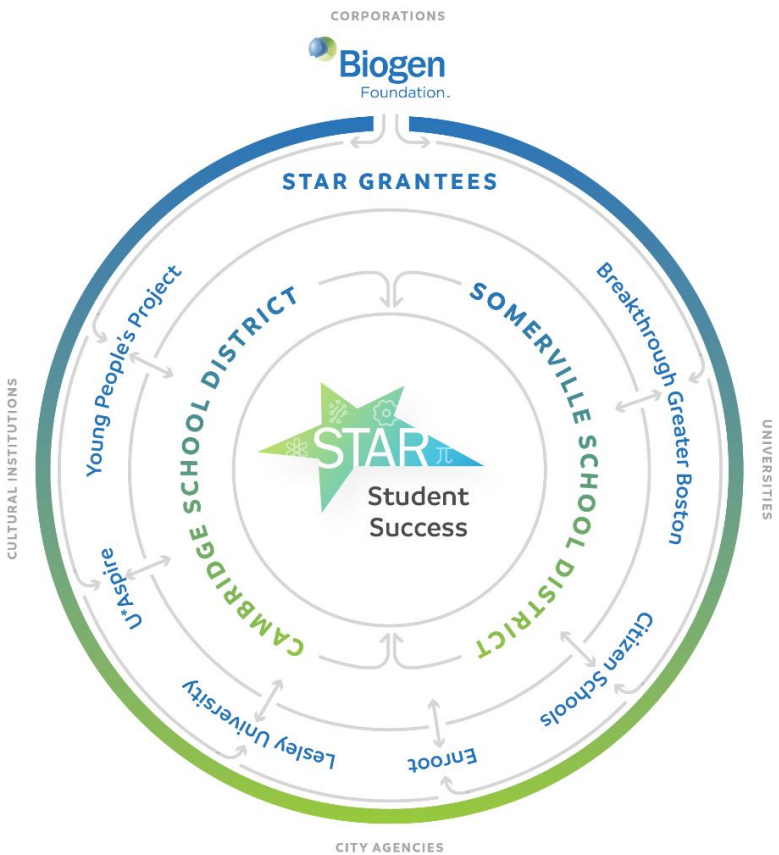 CORPORATIONS
Biogen
Foundation.
STAR GRANTEES
Young People's Project
Breakthrough Greater Boston
CAMBRIDGE SCHOOL DISTRICT
SOMERVILLE SCHOOL DISTRICT
CULTURAL INSTITUTIONS
UNIVERSITIES
STAR π
Student
Success
U*Aspire
Citizen Schools
Lesley University
Enroot
CITY AGENCIES